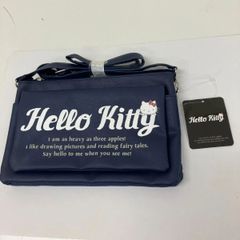 Hello Kitty
I am as heavy as three apples!
i like drawing pictures and reading fairy tales.
Say hello to me when you see me!
Hello Kitty